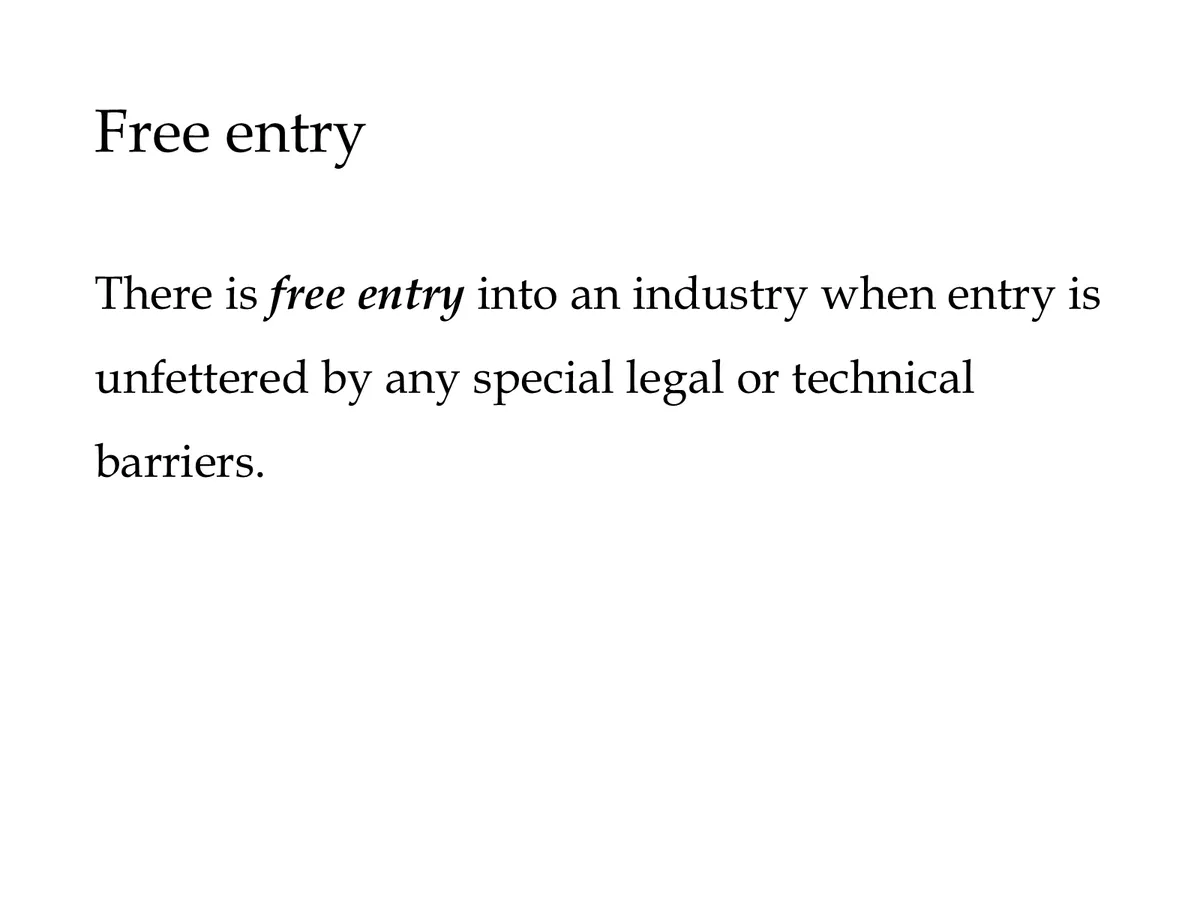 Free entry
There is free entry into an industry when entry is
unfettered by any special legal or technical
barriers.